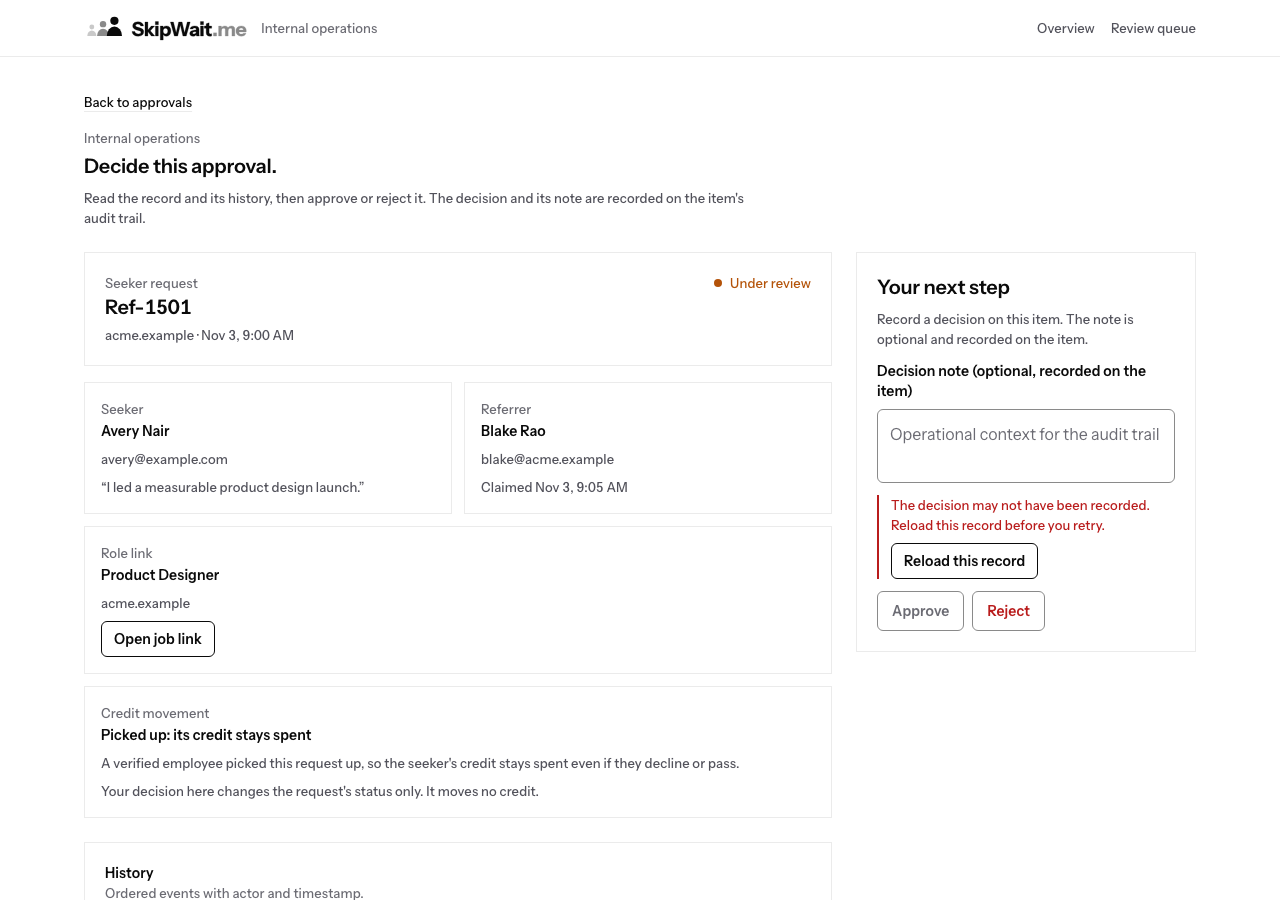 SkipWait.me Internal operations Overview Review queue
Back to approvals
Internal operations
Decide this approval.
Read the record and its history, then approve or reject it. The decision and its note are recorded on the item's
audit trail.
Seeker request
Under review
Ref-1501
acme.example · Nov 3, 9:00 AM
Seeker
Avery Nair
avery@example.com
“I led a measurable product design launch.”
Referrer
Blake Rao
blake@acme.example
Claimed Nov 3, 9:05 AM
Role link
Product Designer
acme.example
Open job link
Credit movement
Picked up: its credit stays spent
A verified employee picked this request up, so the seeker's credit stays spent even if they decline or pass.
Your decision here changes the request's status only. It moves no credit.
History
Ordered events with actor and timestamp.
Your next step
Record a decision on this item. The note is
optional and recorded on the item.
Decision note (optional, recorded on the
item)
Operational context for the audit trail
The decision may not have been recorded.
Reload this record before you retry.
Reload this record
Approve Reject